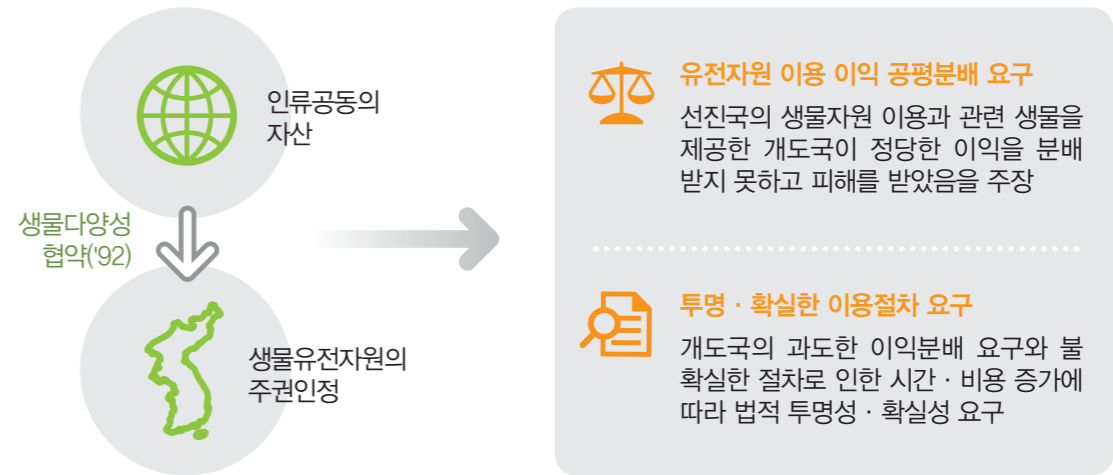 인류공동의
자산
생물다양성
협약('92)
생물유전자원의
주권인정
유전자원 이용 이익 공평분배 요구
선진국의 생물자원 이용과 관련 생물을
제공한 개도국이 정당한 이익을 분배
받지 못하고 피해를 받았음을 주장
투명 · 확실한 이용절차 요구
개도국의 과도한 이익분배 요구와 불
확실한 절차로 인한 시간 · 비용 증가에
따라 법적 투명성 · 확실성 요구